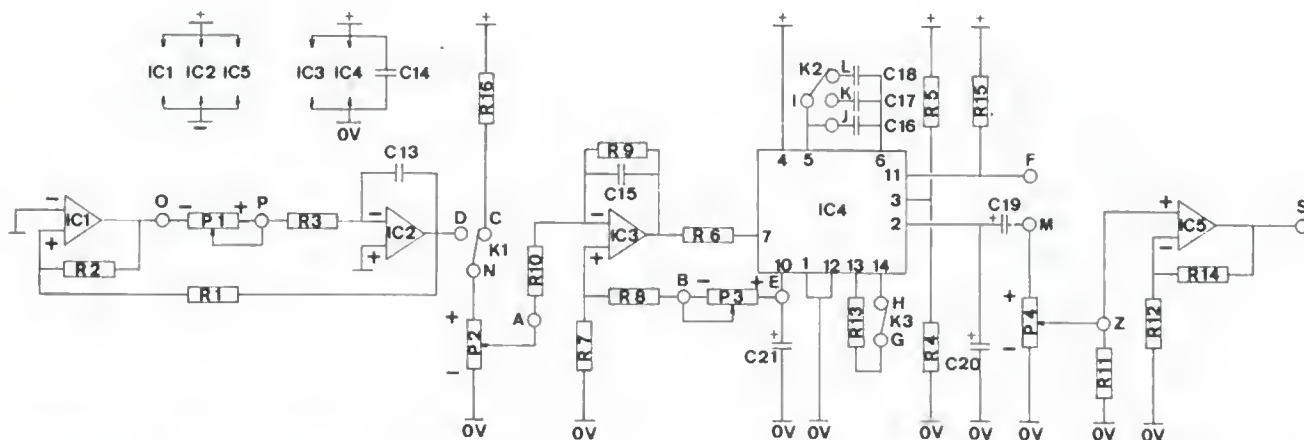 + + + + + +
IC1 IC2 IC5 IC3 IC4 C14
- 0V
R16
K2 L C18
I K C17
J C16
R5 R15
4 5 6
11 F
IC4
3
2
C19 + M
7
10 1 12 13 14
C13
- IC1 +
O - P1 + P R3
- IC2 +
D C
K1
N
R2
R1
+ P2 -
0V
R9
C15
- IC3 +
R6
R10
A
R8 B - P3 + E
R7
0V
+ C21
0V 0V
R13
H K3 G
R4
0V
+ C20
0V
+ P4 -
0V
Z
R11
0V
+ IC5 -
S
R14
R12
0V